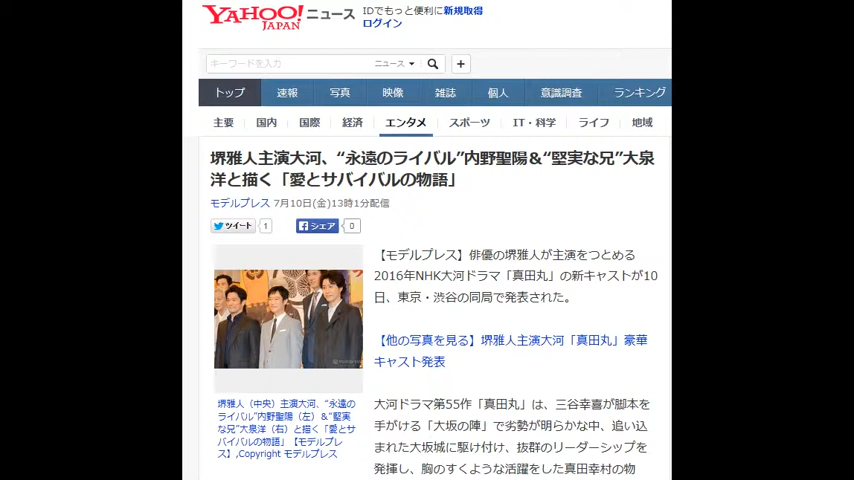 YAHOO! JAPAN ニュース
IDでもっと便利に新規取得
ログイン
キーワードを入力 ニュース
トップ 速報 写真 映像 雑誌 個人 意識調査 ランキング
主要 国内 国際 経済 エンタメ スポーツ IT・科学 ライフ 地域
堺雅人主演大河、“永遠のライバル”内野聖陽＆“堅実な兄”大泉
洋と描く「愛とサバイバルの物語」
モデルプレス 7月10日(金)13時1分配信
ツイート 1 シェア 0
【モデルプレス】俳優の堺雅人が主演をつとめる
2016年NHK大河ドラマ「真田丸」の新キャストが10
日、東京・渋谷の同局で発表された。
【他の写真を見る】堺雅人主演大河「真田丸」豪華
キャスト発表
大河ドラマ第55作「真田丸」は、三谷幸喜が脚本を
手がける「大坂の陣」で劣勢が明らかな中、追い込
まれた大坂城に駆け付け、抜群のリーダーシップを
発揮し、胸のすくような活躍をした真田幸村の物
堺雅人（中央）主演大河、“永遠の
ライバル”内野聖陽（左）＆“堅実
な兄”大泉洋（右）と描く「愛とサ
バイバルの物語」【モデルプレ
ス】,Copyright モデルプレス